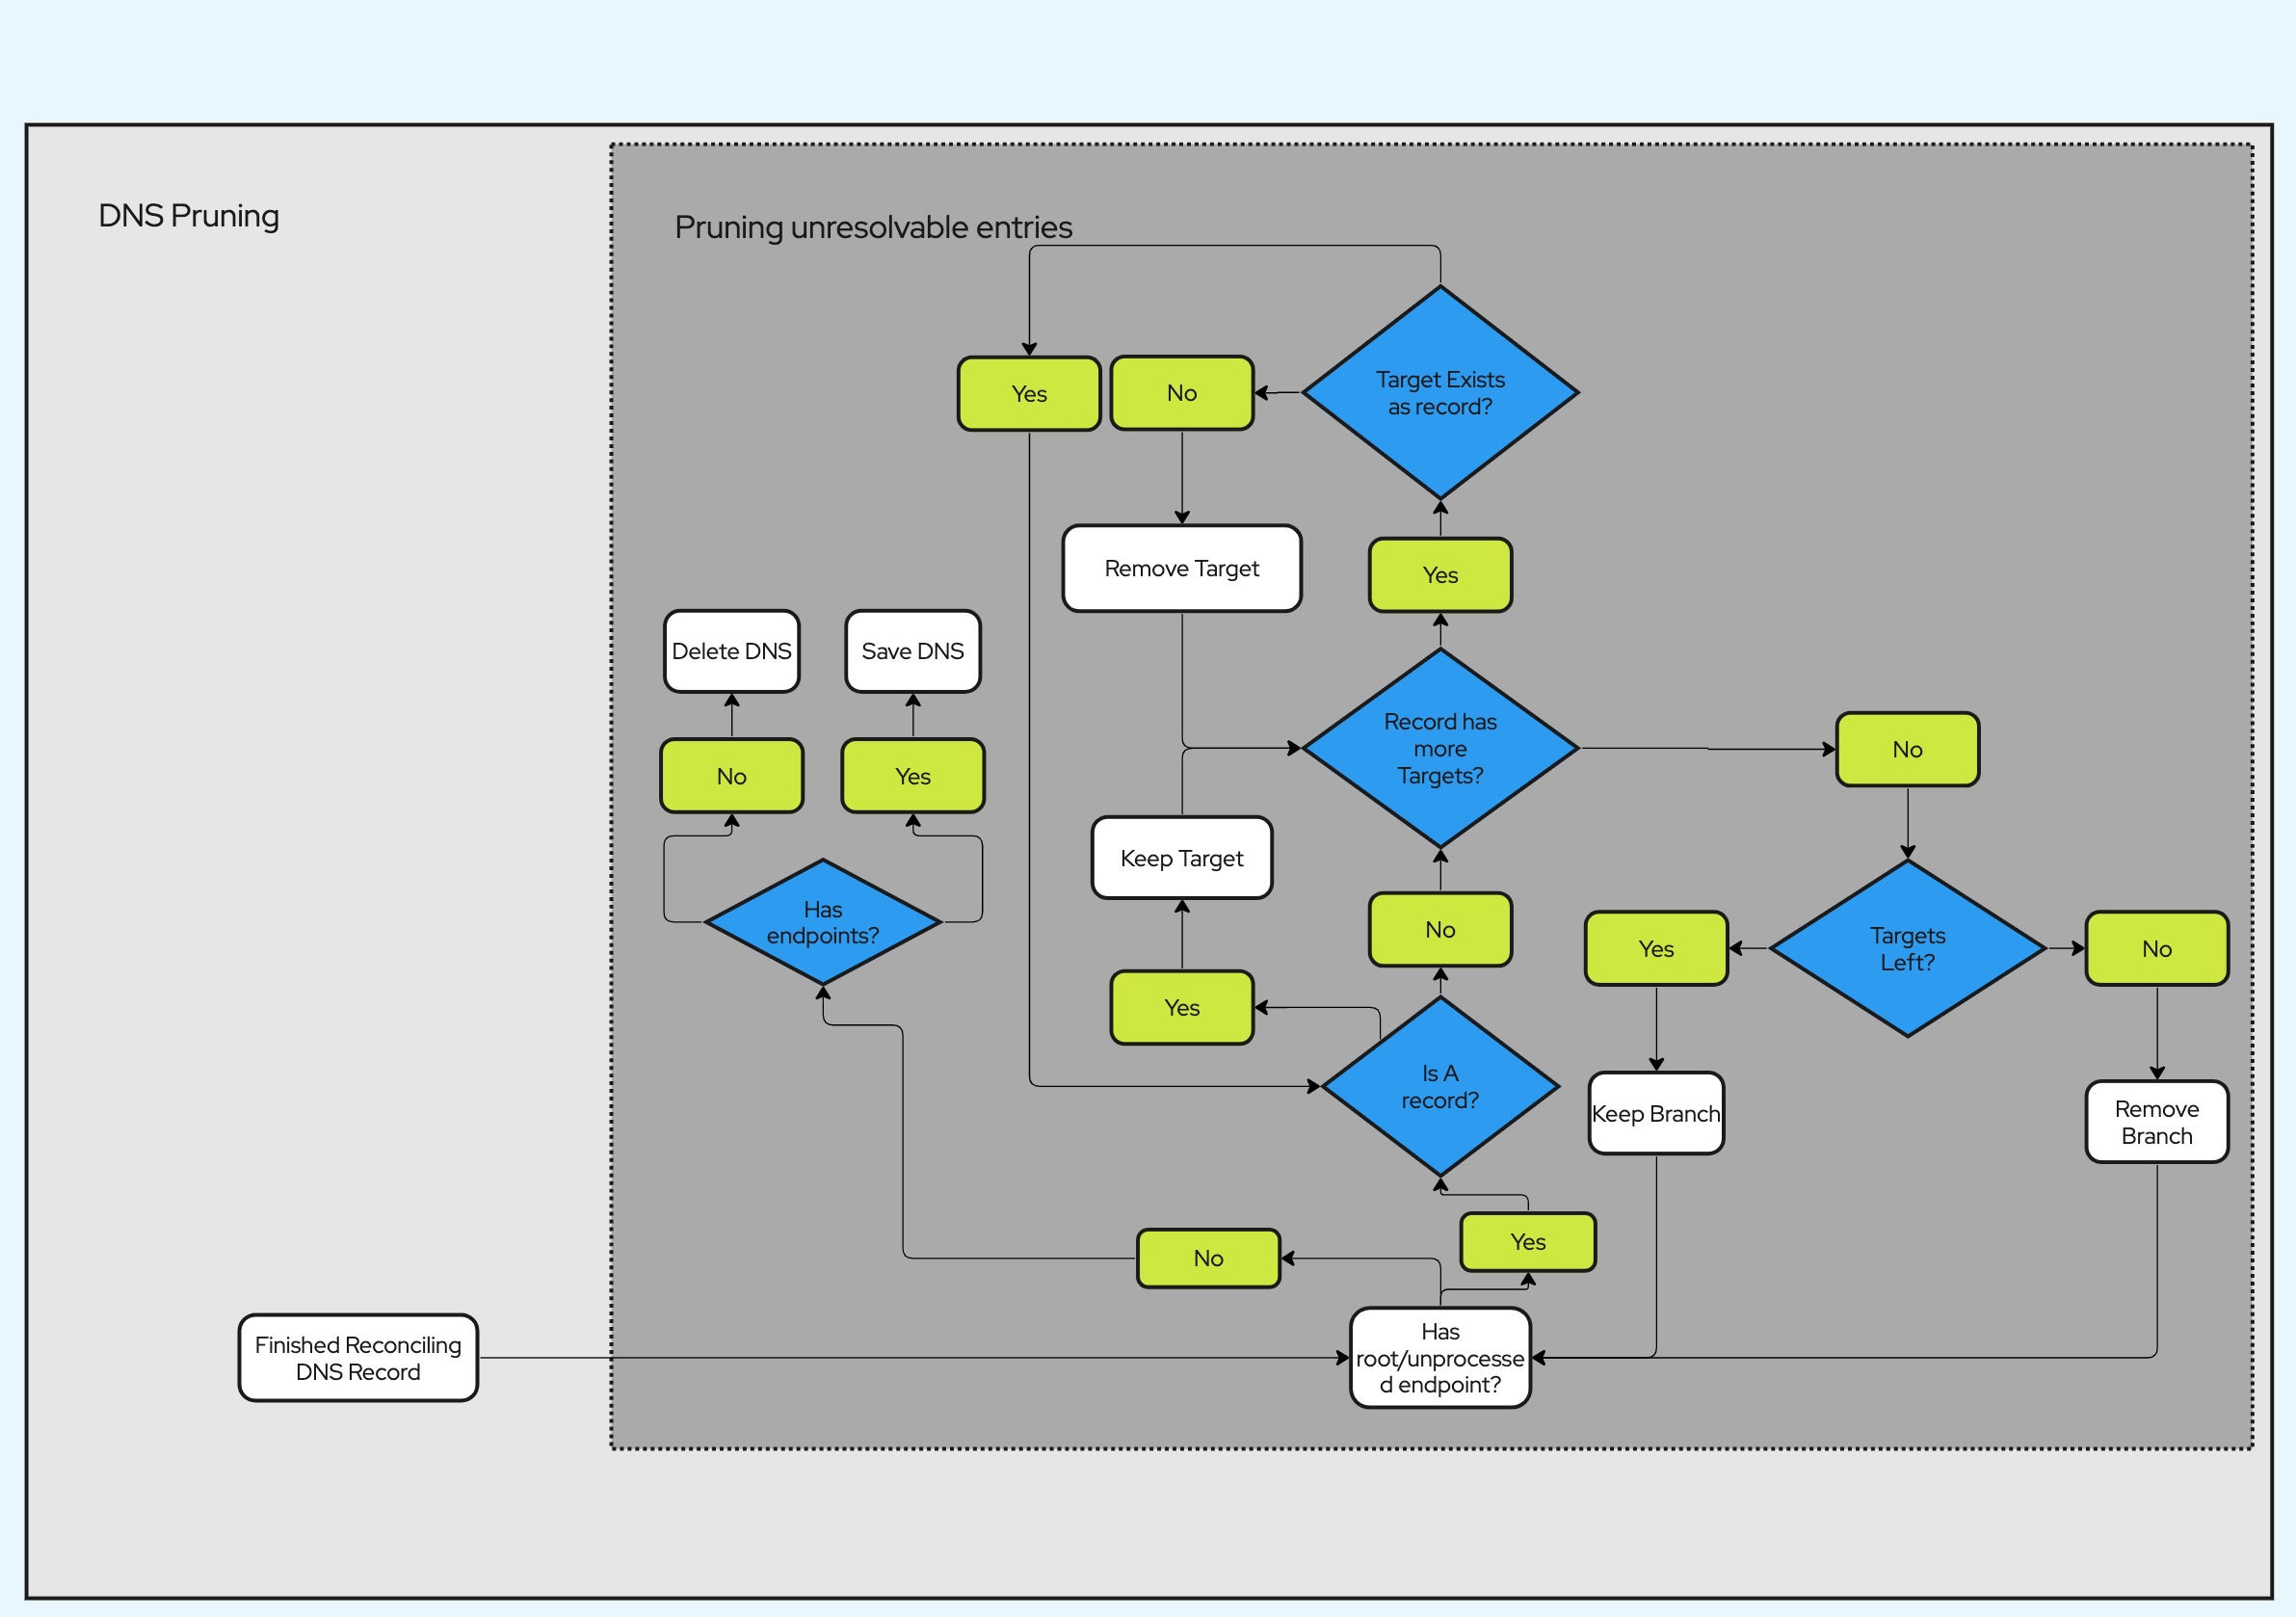 DNS Pruning
Pruning unresolvable entries
Target Exists
as record?
Yes
No
Remove Target
Yes
Delete DNS
Save DNS
Record has
more
Targets?
No
No
Yes
Keep Target
Has
endpoints?
No
Yes
Targets
Left?
No
Yes
Is A
record?
Keep Branch
Remove
Branch
Yes
No
Finished Reconciling
DNS Record
Has
root/unprocesse
d endpoint?